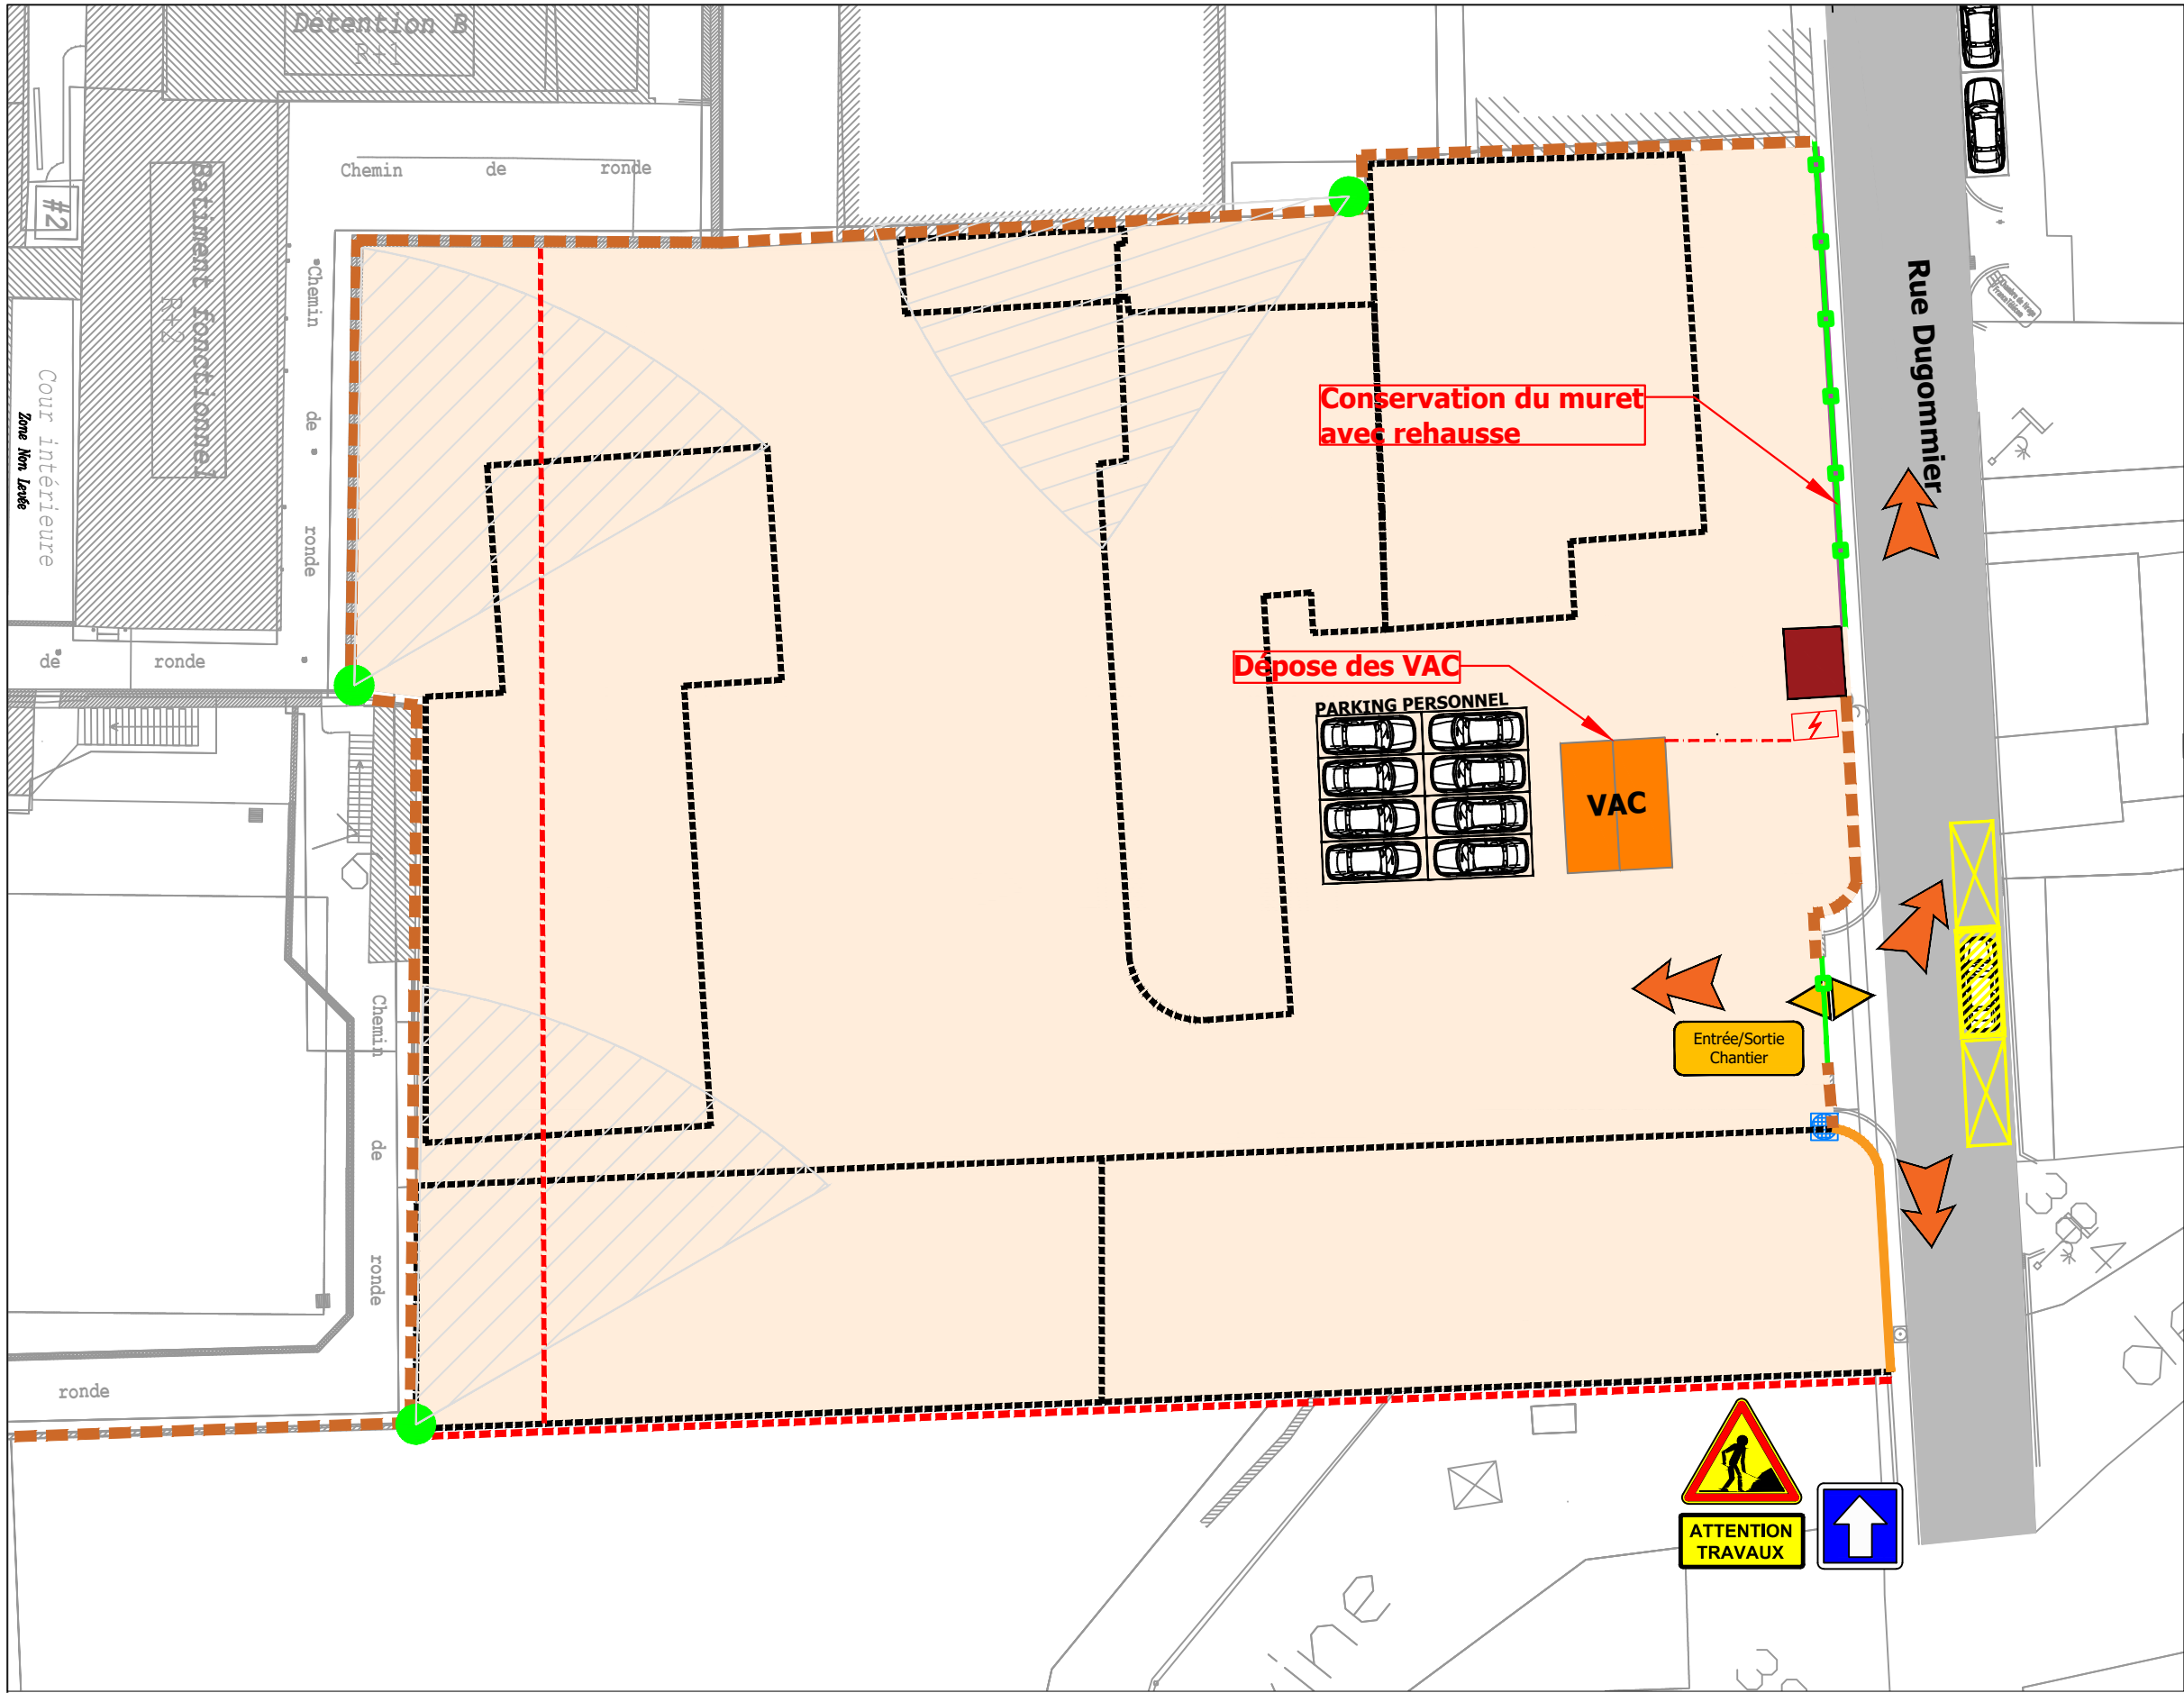 Détention B
R+1
Chemin de ronde
#2
Batiment fonctionnel
R+2
Cour intérieure
Zone Non Levée
Chemin de ronde
de ronde
Rue Dugommier
Conservation du muret
avec rehausse
Dépose des VAC
PARKING PERSONNEL
VAC
Entrée/Sortie
Chantier
Chemin de ronde
ronde
ATTENTION
TRAVAUX